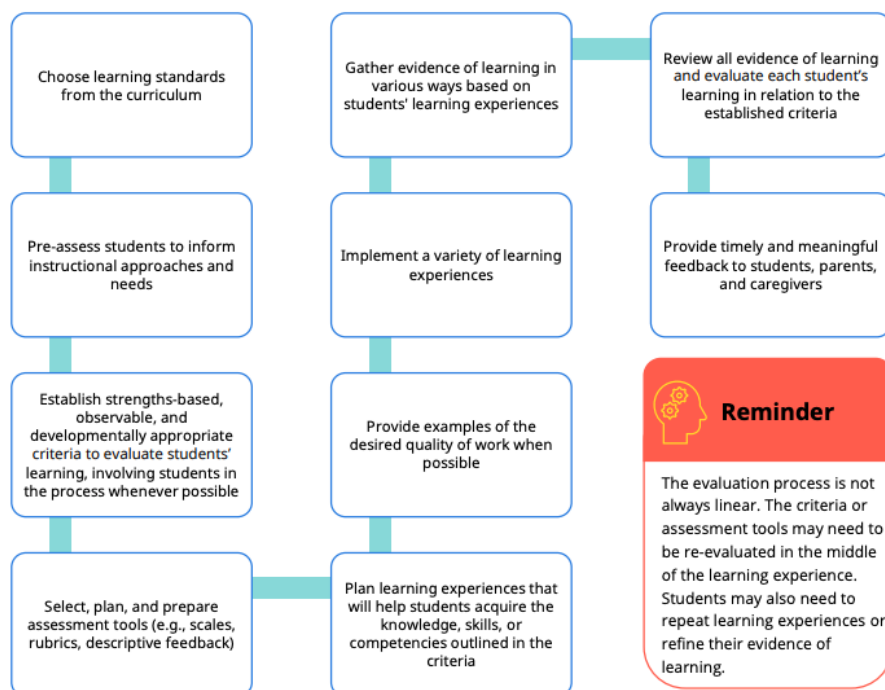 Choose learning standards
from the curriculum
Pre-assess students to inform
instructional approaches and
needs
Establish strengths-based,
observable, and
developmentally appropriate
criteria to evaluate students’
learning, involving students in
the process whenever possible
Select, plan, and prepare
assessment tools (e.g., scales,
rubrics, descriptive feedback)
Plan learning experiences that
will help students acquire the
knowledge, skills, or
competencies outlined in the
criteria
Provide examples of the
desired quality of work when
possible
Implement a variety of learning
experiences
Gather evidence of learning in
various ways based on
students' learning experiences
Review all evidence of learning
and evaluate each student’s
learning in relation to the
established criteria
Provide timely and meaningful
feedback to students, parents,
and caregivers
Reminder
The evaluation process is not
always linear. The criteria or
assessment tools may need to
be re-evaluated in the middle
of the learning experience.
Students may also need to
repeat learning experiences or
refine their evidence of
learning.